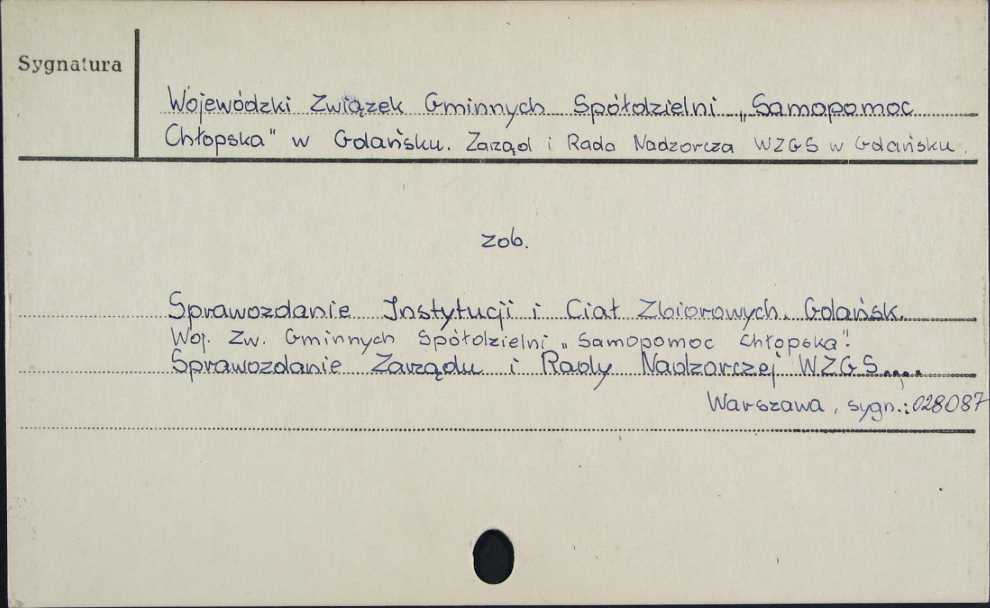 Sygnatura
Wojewódzki Związek Gminnych Spółdzielni „Samopomoc
Chłopska" w Gdańsku. Zarząd i Rada Nadzorcza WZGS w Gdańsku.
zob.
Sprawozdanie Instytucji i Ciał Zbiorowych. Gdańsk.
Woj. Zw. Gminnych Spółdzielni „Samopomoc Chłopska".
Sprawozdanie Zarządu i Rady Nadzorczej WZGS....
Warszawa, sygn.: 028087